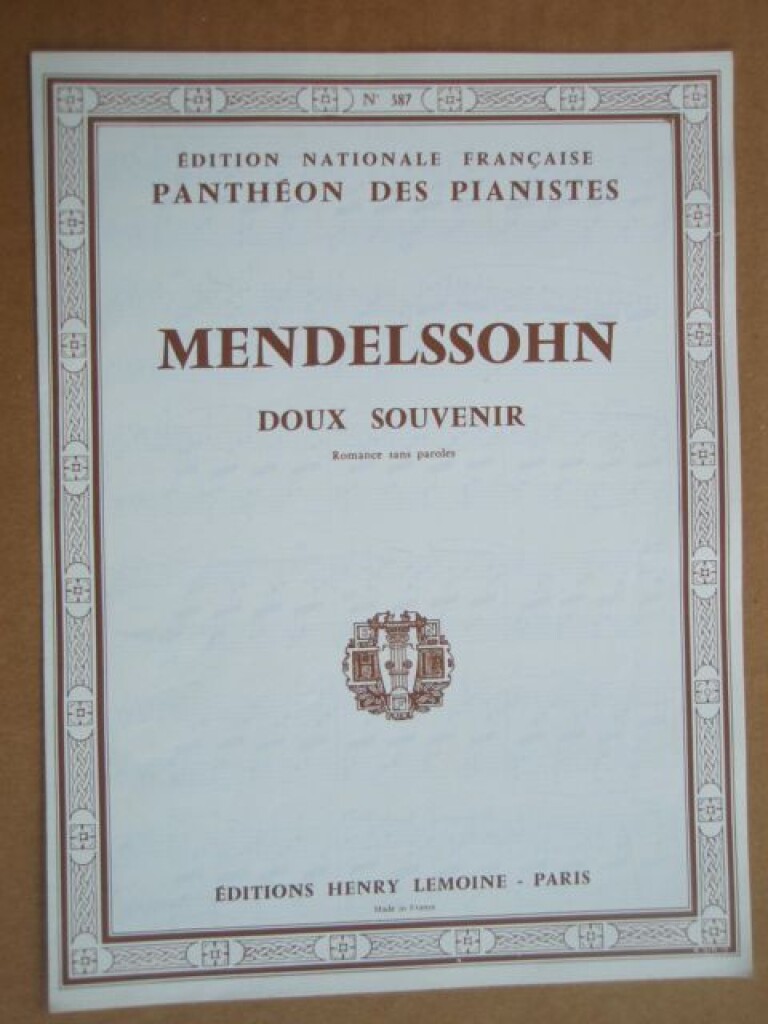 N° 387
ÉDITION NATIONALE FRANÇAISE
PANTHÉON DES PIANISTES
MENDELSSOHN
DOUX SOUVENIR
Romance sans paroles
ÉDITIONS HENRY LEMOINE - PARIS
Made in France